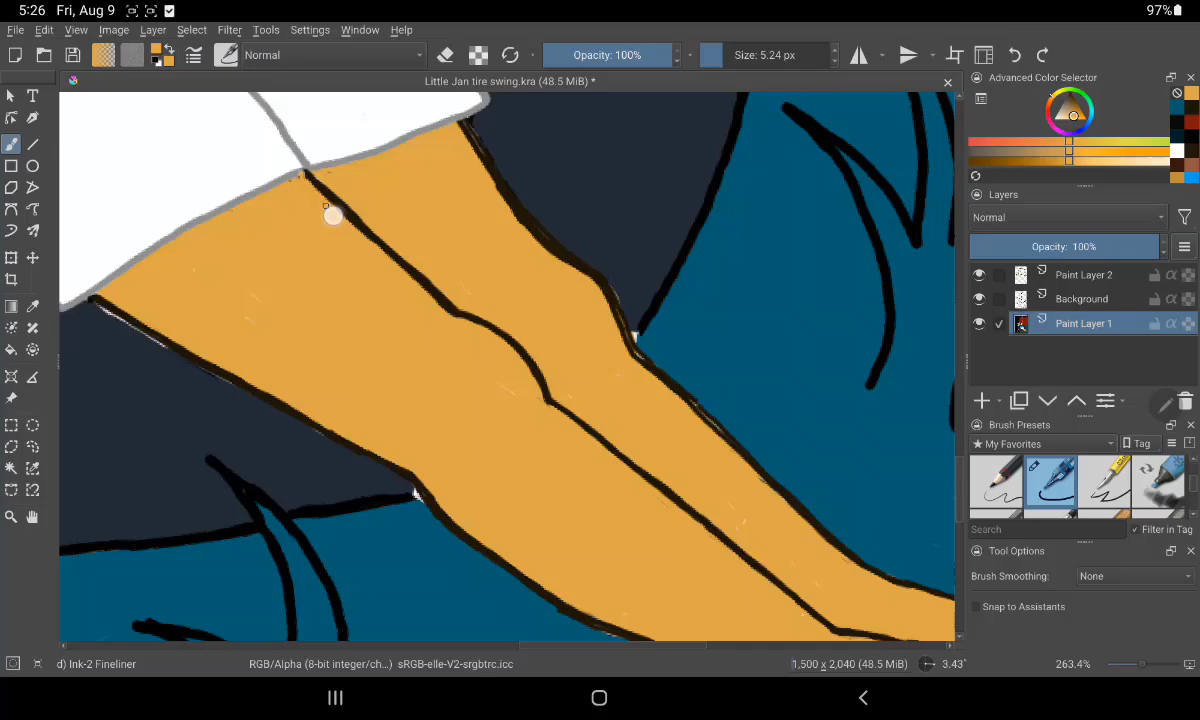 5:26 Fri, Aug 9 97%
File Edit View Image Layer Select Filter Tools Settings Window Help
Normal Opacity: 100% Size: 5.24 px
Little Jan tire swing.kra (48.5 MiB) *
Advanced Color Selector
Layers
Normal
Opacity: 100%
Paint Layer 2
Background
Paint Layer 1
Brush Presets
My Favorites Tag
Search Filter in Tag
Tool Options
Brush Smoothing: None
Snap to Assistants
d) Ink-2 Fineliner RGB/Alpha (8-bit integer/ch...) sRGB-elle-V2-srgbtrc.icc 1,500 x 2,040 (48.5 MiB) 3.43° 263.4%